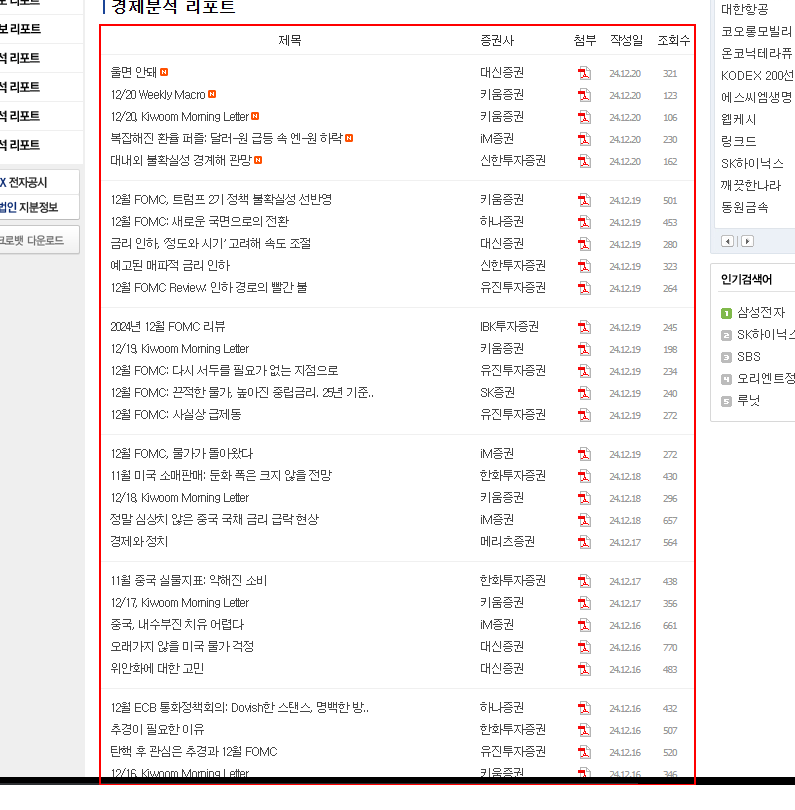 리포트
보 리포트
석 리포트
석 리포트
석 리포트
석 리포트
X 전자공시
법인 지분정보
크로뱃 다운로드
경제분석 리포트
제목 증권사 첨부 작성일 조회수
울면 안돼 N 대신증권 24.12.20 321
12/20 Weekly Macro N 키움증권 24.12.20 123
12/20, Kiwoom Morning Letter N 키움증권 24.12.20 106
복잡해진 환율 퍼즐: 달러-원 급등 속 엔-원 하락 N iM증권 24.12.20 230
대내외 불확실성 경계해 관망 N 신한투자증권 24.12.20 162
12월 FOMC, 트럼프 2기 정책 불확실성 선반영 키움증권 24.12.19 501
12월 FOMC: 새로운 국면으로의 전환 하나증권 24.12.19 453
금리 인하, '정도와 시기' 고려해 속도 조절 대신증권 24.12.19 280
예고된 매파적 금리 인하 신한투자증권 24.12.19 323
12월 FOMC Review: 인하 경로의 빨간 불 유진투자증권 24.12.19 264
2024년 12월 FOMC 리뷰 IBK투자증권 24.12.19 245
12/19, Kiwoom Morning Letter 키움증권 24.12.19 198
12월 FOMC: 다시 서두를 필요가 없는 지점으로 유진투자증권 24.12.19 234
12월 FOMC: 끈적한 물가, 높아진 중립금리. 25년 기준.. SK증권 24.12.19 240
12월 FOMC: 사실상 급제동 유진투자증권 24.12.19 272
12월 FOMC, 물가가 돌아왔다 iM증권 24.12.19 272
11월 미국 소매판매: 둔화 폭은 크지 않을 전망 한화투자증권 24.12.18 430
12/18, Kiwoom Morning Letter 키움증권 24.12.18 296
정말 심상치 않은 중국 국채 금리 급락 현상 iM증권 24.12.18 657
경제와 정치 메리츠증권 24.12.17 564
11월 중국 실물지표: 약해진 소비 한화투자증권 24.12.17 438
12/17, Kiwoom Morning Letter 키움증권 24.12.17 356
중국, 내수부진 치유 어렵다 iM증권 24.12.16 661
오래가지 않을 미국 물가 걱정 대신증권 24.12.16 770
위안화에 대한 고민 대신증권 24.12.16 483
12월 ECB 통화정책회의: Dovish한 스탠스, 명백한 방.. 하나증권 24.12.16 432
추경이 필요한 이유 한화투자증권 24.12.16 507
탄핵 후 관심은 추경과 12월 FOMC 유진투자증권 24.12.16 520
12/16, Kiwoom Morning Letter 키움증권 24.12.16 346
대한항공
코오롱모빌리
온코닉테라퓨
KODEX 200선
에스씨엠생명
웹케시
링크드
SK하이닉스
깨끗한나라
동원금속
인기검색어
1 삼성전자
2 SK하이닉스
3 SBS
4 오리엔트정
5 루닛